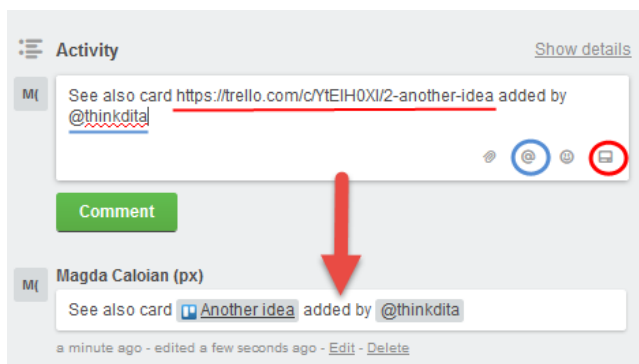 Activity
Show details
M(
See also card https://trello.com/c/YtEIH0Xl/2-another-idea added by
@thinkdita
@
Comment
Magda Caloian (px)
M(
See also card Another idea added by @thinkdita
a minute ago - edited a few seconds ago - Edit - Delete